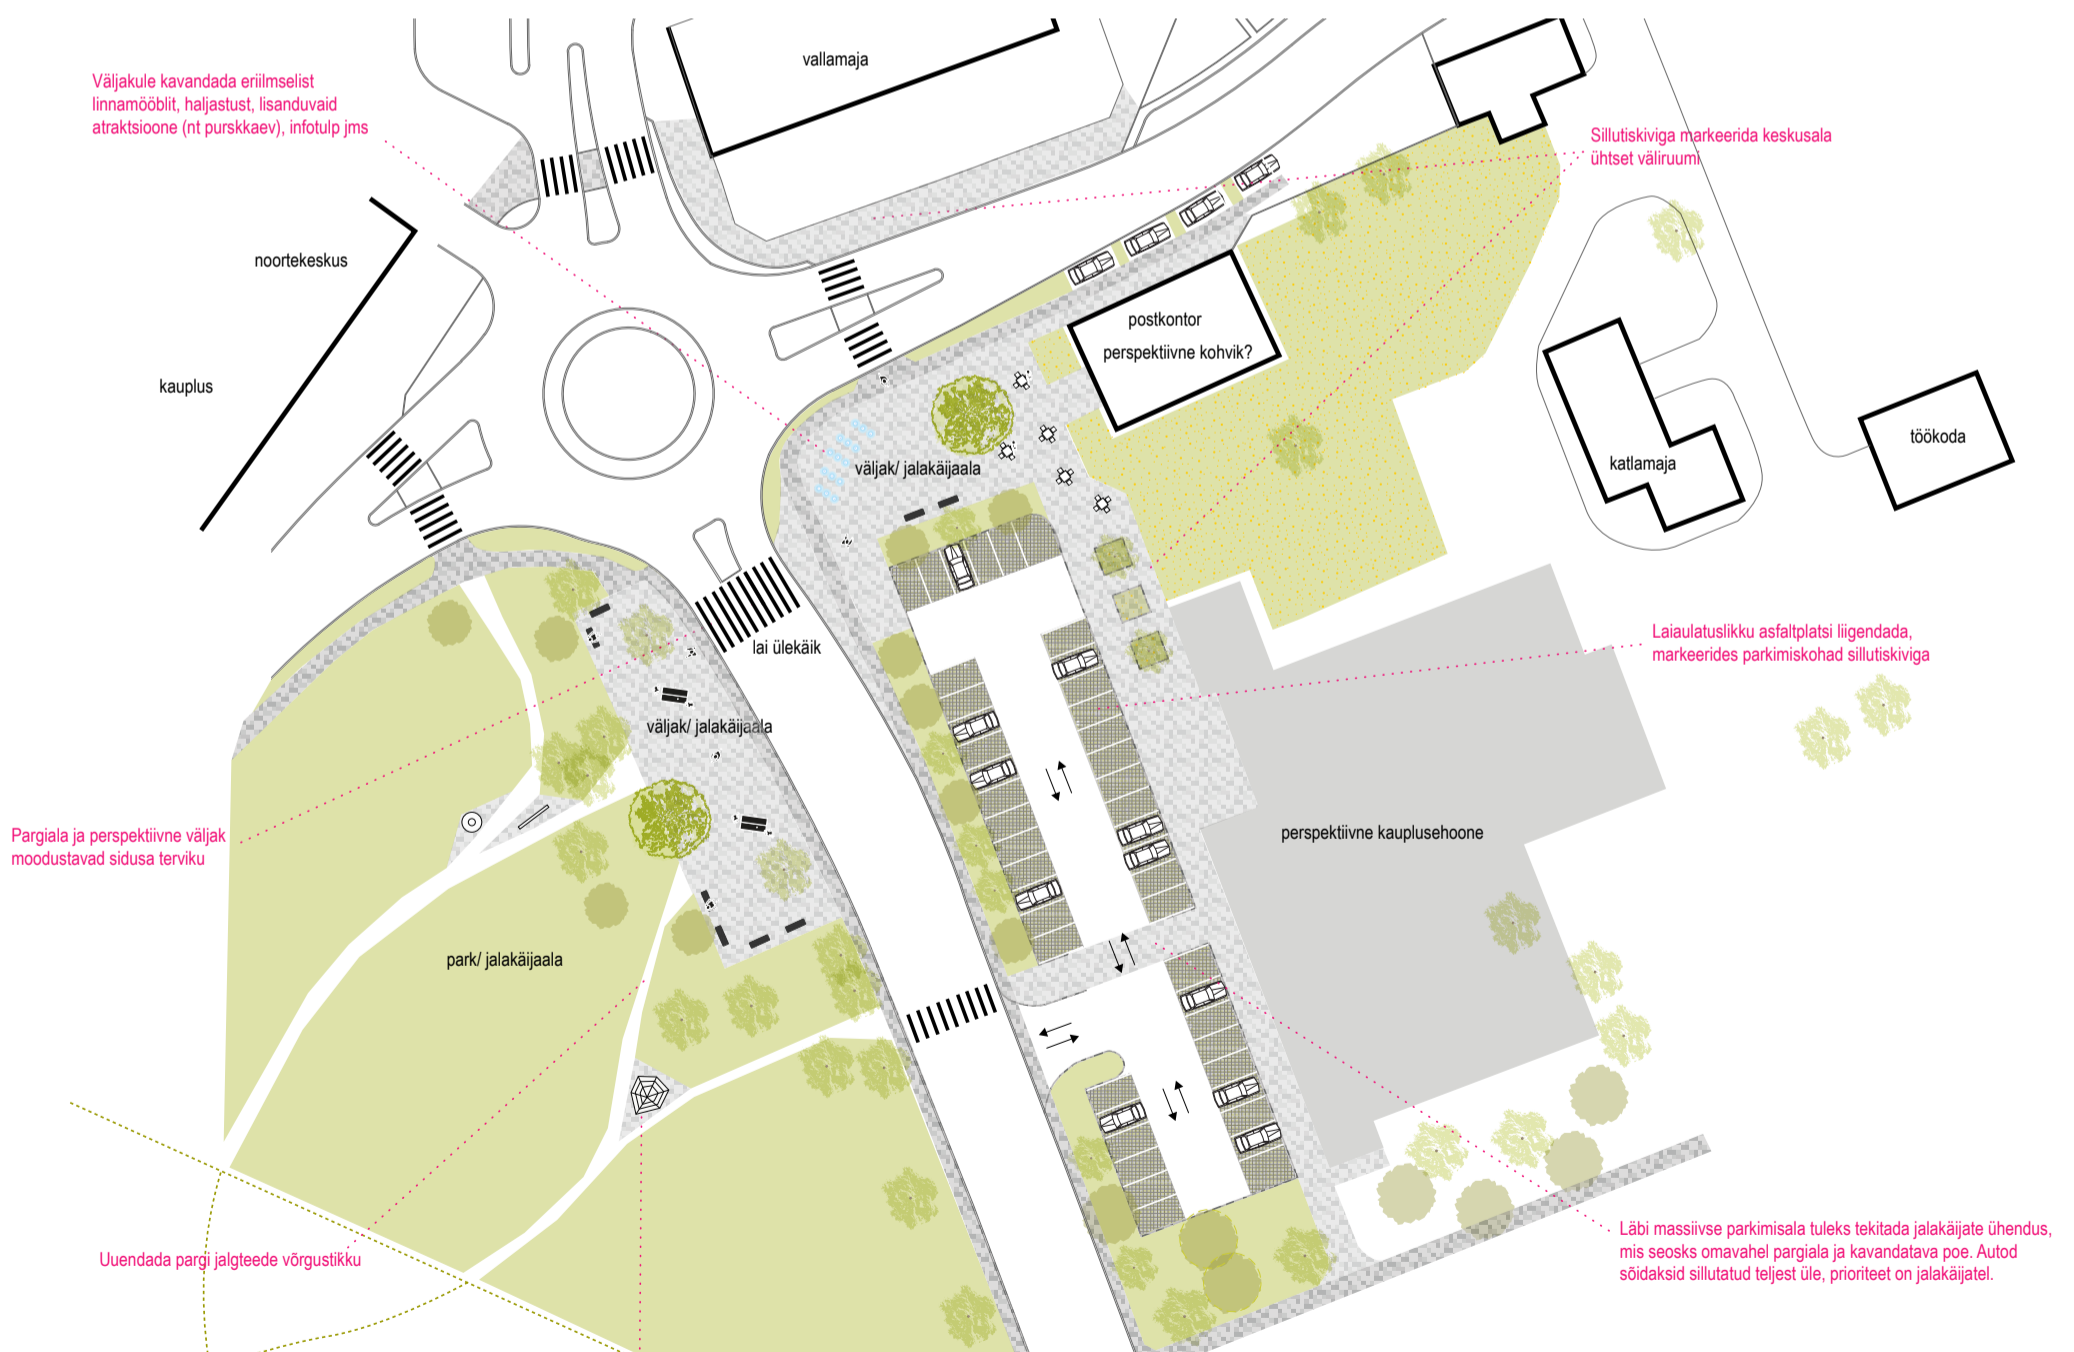 vallamaja
Väljakule kavandada eriilmselist
linnamööblit, haljastust, lisanduvaid
atraktsioone (nt purskkaev), infotulp jms
Sillutiskiviga markeerida keskusala
ühtset väliruumi
noortekeskus
kauplus
postkontor
perspektiivne kohvik?
väljak/ jalakäijaala
katlamaja
töökoda
lai ülekäik
Laiaulatuslikku asfaltplatsi liigendada,
markeerides parkimiskohad sillutiskiviga
väljak/ jalakäijaala
Pargiala ja perspektiivne väljak
moodustavad sidusa terviku
perspektiivne kauplusehoone
park/ jalakäijaala
Uuendada pargi jalgteede võrgustikku
Läbi massiivse parkimisala tuleks tekitada jalakäijate ühendus,
mis seosks omavahel pargiala ja kavandatava poe. Autod
sõidaksid sillutatud teljest üle, prioriteet on jalakäijatel.